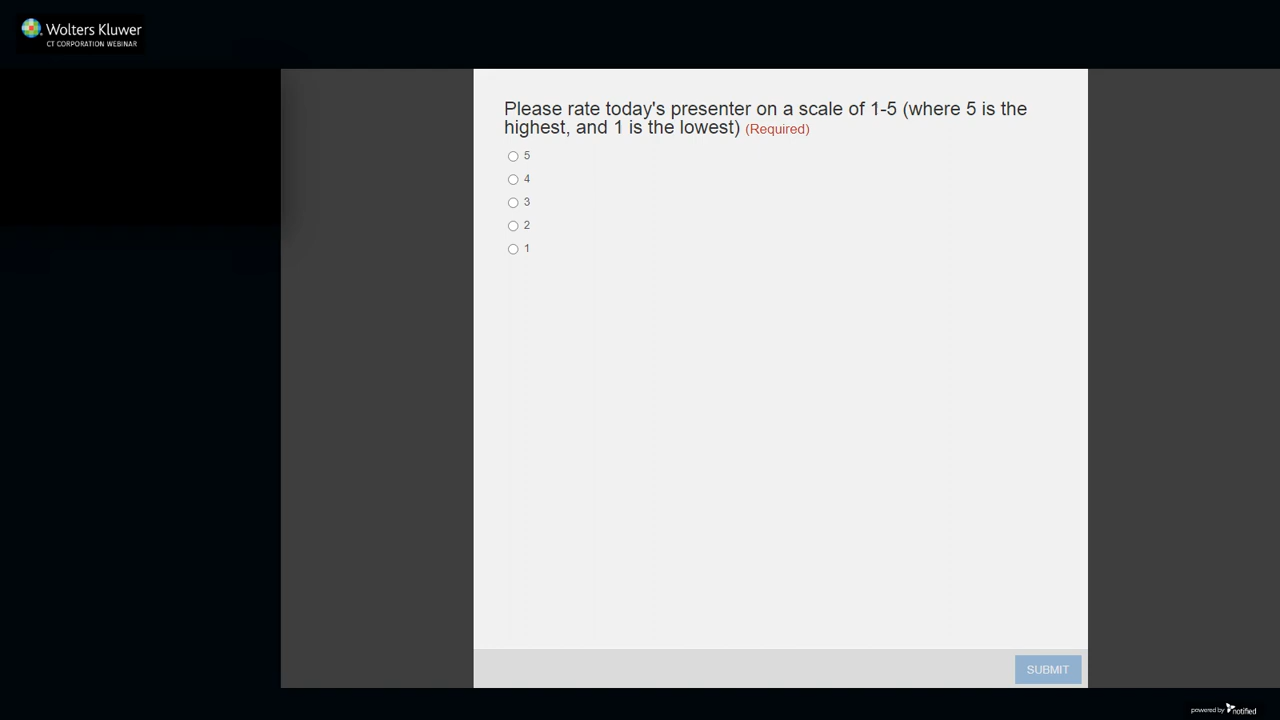 Wolters Kluwer
CT CORPORATION WEBINAR
Please rate today's presenter on a scale of 1-5 (where 5 is the
highest, and 1 is the lowest) (Required)
5
4
3
2
1
SUBMIT
powered by notified